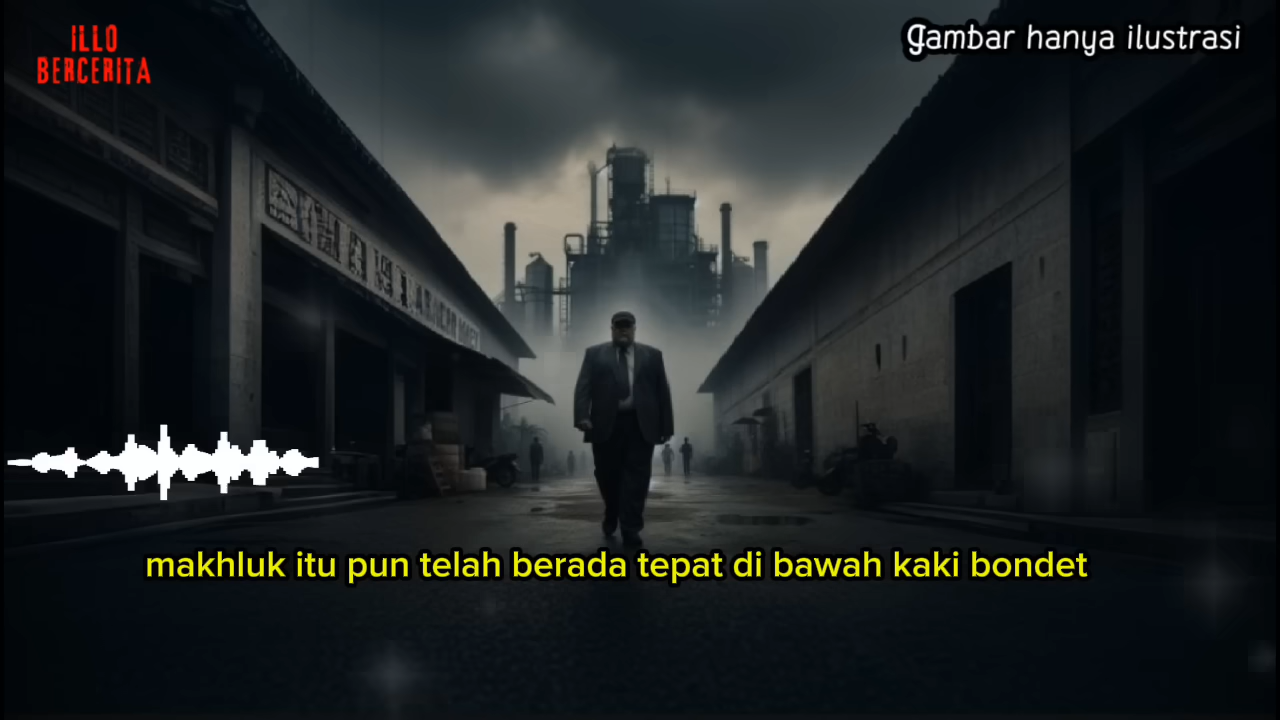 ILLO
BERCERITA
Gambar hanya ilustrasi
makhluk itu pun telah berada tepat di bawah kaki bondet